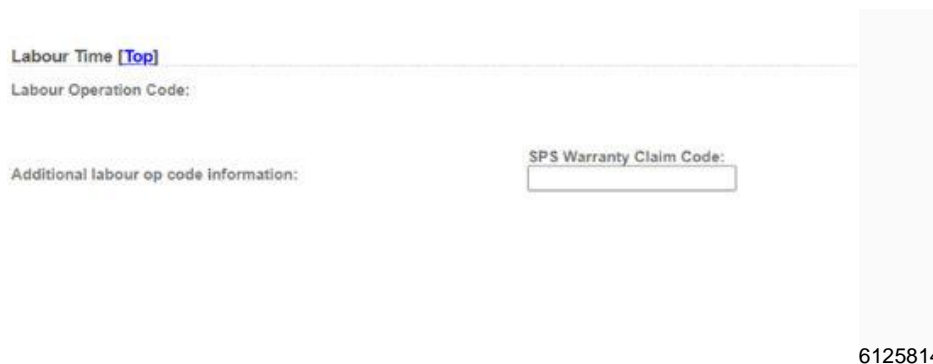 Labour Time [Top]
Labour Operation Code:
SPS Warranty Claim Code:
Additional labour op code information: